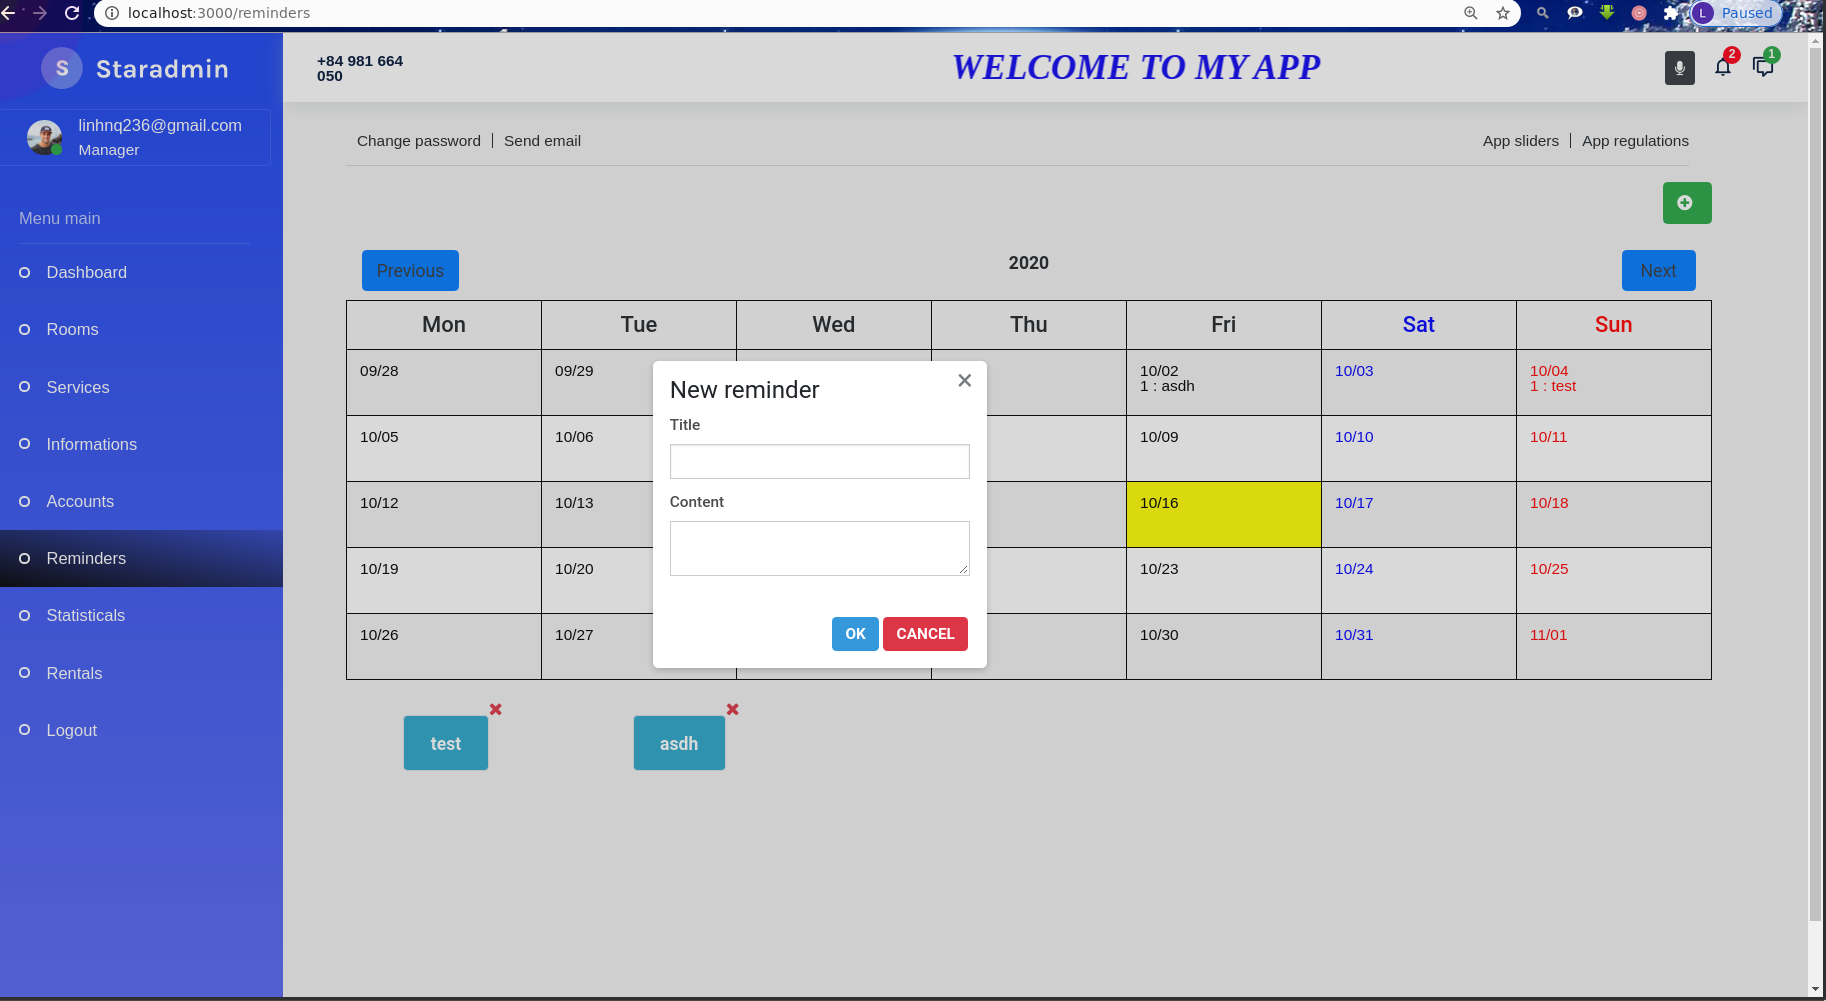 localhost:3000/reminders
L Paused
S Staradmin
linhnq236@gmail.com
Manager
Menu main
Dashboard
Rooms
Services
Informations
Accounts
Reminders
Statisticals
Rentals
Logout
+84 981 664
050
WELCOME TO MY APP
2
1
Change password | Send email
App sliders | App regulations
Previous
2020
Next
Mon Tue Wed Thu Fri Sat Sun
09/28 09/29 10/02 10/03 10/04
1 : asdh 1 : test
10/05 10/06 10/09 10/10 10/11
10/12 10/13 10/16 10/17 10/18
10/19 10/20 10/23 10/24 10/25
10/26 10/27 10/30 10/31 11/01
New reminder
×
Title
Content
OK CANCEL
test
asdh